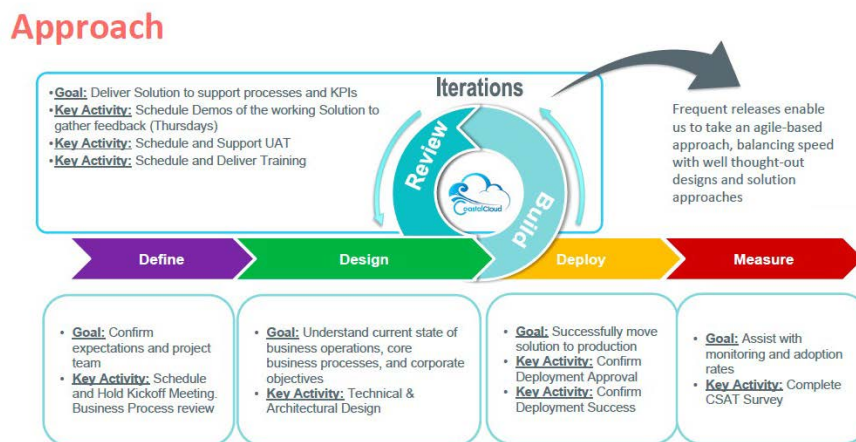 Approach
•Goal: Deliver Solution to support processes and KPIs
•Key Activity: Schedule Demos of the working Solution to
gather feedback (Thursdays)
•Key Activity: Schedule and Support UAT
•Key Activity: Schedule and Deliver Training
Iterations
Review
Build
CoastalCloud
Frequent releases enable
us to take an agile-based
approach, balancing speed
with well thought-out
designs and solution
approaches
Define
Design
Deploy
Measure
• Goal: Confirm
expectations and project
team
• Key Activity: Schedule
and Hold Kickoff Meeting.
Business Process review
• Goal: Understand current state of
business operations, core
business processes, and corporate
objectives
• Key Activity: Technical &
Architectural Design
• Goal: Successfully move
solution to production
• Key Activity: Confirm
Deployment Approval
• Key Activity: Confirm
Deployment Success
• Goal: Assist with
monitoring and adoption
rates
• Key Activity: Complete
CSAT Survey